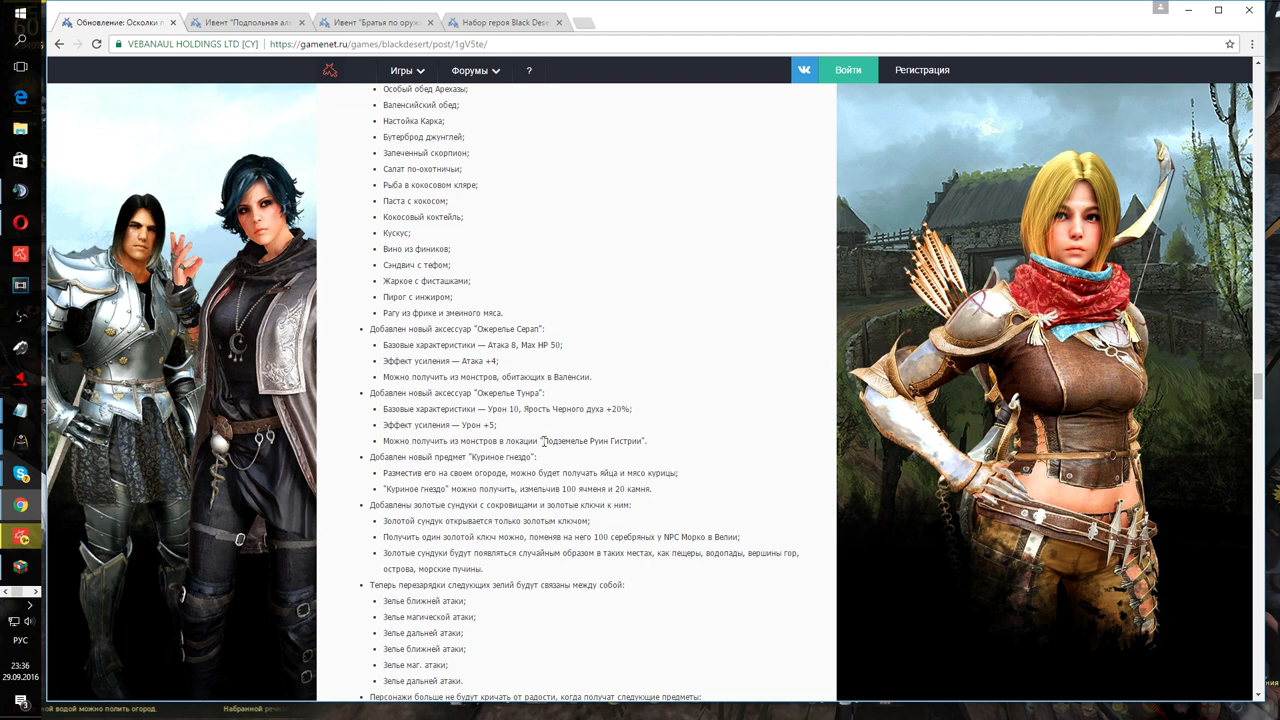 Обновление: Осколки п
Ивент "Подпольная ал
Ивент "Братья по оруж
Набор героя Black Dese
VEBANAUL HOLDINGS LTD [CY] https://gamenet.ru/games/blackdesert/post/1gV5te/
Игры Форумы ? Войти Регистрация
Особый обед Арехазы;
Валенсийский обед;
Настойка Карка;
Бутерброд джунглей;
Запеченный скорпион;
Салат по-охотничьи;
Рыба в кокосовом кляре;
Паста с кокосом;
Кокосовый коктейль;
Кускус;
Вино из фиников;
Сэндвич с тефом;
Жаркое с фисташками;
Пирог с инжиром;
Рагу из фрике и змеиного мяса.
Добавлен новый аксессуар "Ожерелье Серап":
Базовые характеристики — Атака 8, Max HP 50;
Эффект усиления — Атака +4;
Можно получить из монстров, обитающих в Валенсии.
Добавлен новый аксессуар "Ожерелье Тунра":
Базовые характеристики — Урон 10, Ярость Черного духа +20%;
Эффект усиления — Урон +5;
Можно получить из монстров в локации "Подземелье Руин Гистрии".
Добавлен новый предмет "Куриное гнездо":
Разместив его на своем огороде, можно будет получать яйца и мясо курицы;
"Куриное гнездо" можно получить, измельчив 100 ячменя и 20 камня.
Добавлены золотые сундуки с сокровищами и золотые ключи к ним:
Золотой сундук открывается только золотым ключом;
Получить один золотой ключ можно, поменяв на него 100 серебряных у NPC Морко в Велии;
Золотые сундуки будут появляться случайным образом в таких местах, как пещеры, водопады, вершины гор,
острова, морские пучины.
Теперь перезарядки следующих зелий будут связаны между собой:
Зелье ближней атаки;
Зелье магической атаки;
Зелье дальней атаки;
Зелье ближней атаки;
Зелье маг. атаки;
Зелье дальней атаки.
Персонажи больше не будут кричать от радости, когда получат следующие предметы:
РУС
23:36
29.09.2016
3
ной водой можно полить огород.